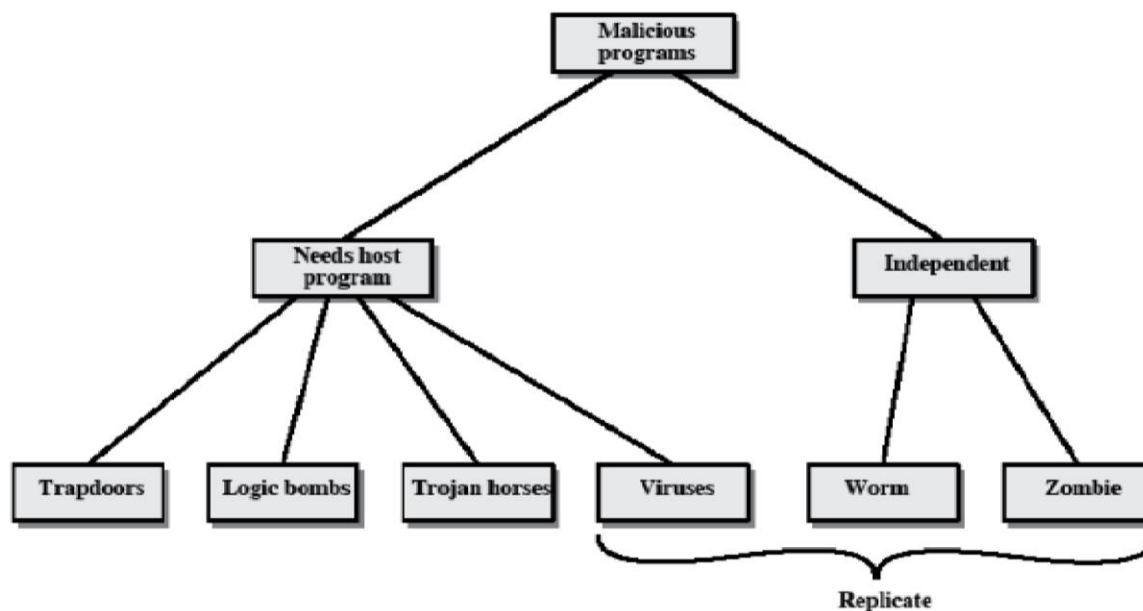 Malicious
programs
Needs host
program
Independent
Trapdoors
Logic bombs
Trojan horses
Viruses
Worm
Zombie
Replicate